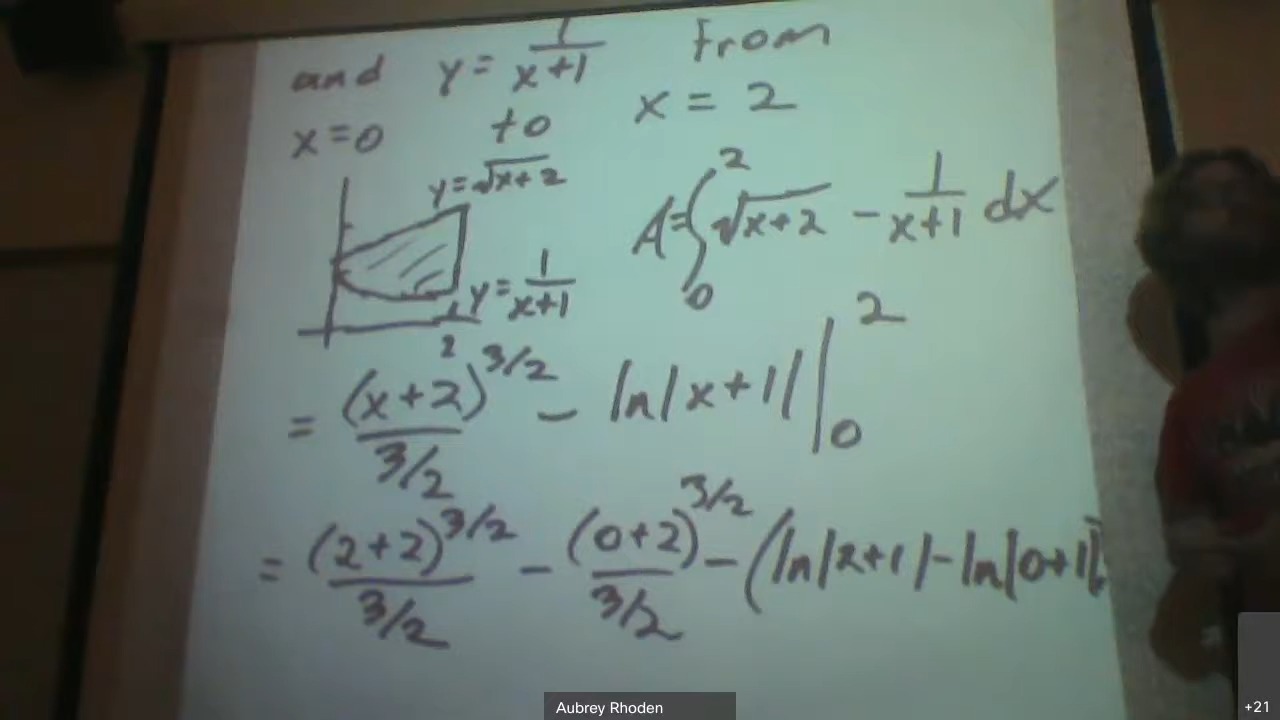 and y = 1/(x+1) from
x = 0 to x = 2
y = √(x+2)
A = ∫₀² √(x+2) − 1/(x+1) dx
y = 1/(x+1)
2
= (x+2)^(3/2)/(3/2) − ln|x+1| |₀²
= (2+2)^(3/2)/(3/2) − (0+2)^(3/2)/(3/2) − (ln|2+1| − ln|0+1|)
Aubrey Rhoden
+21